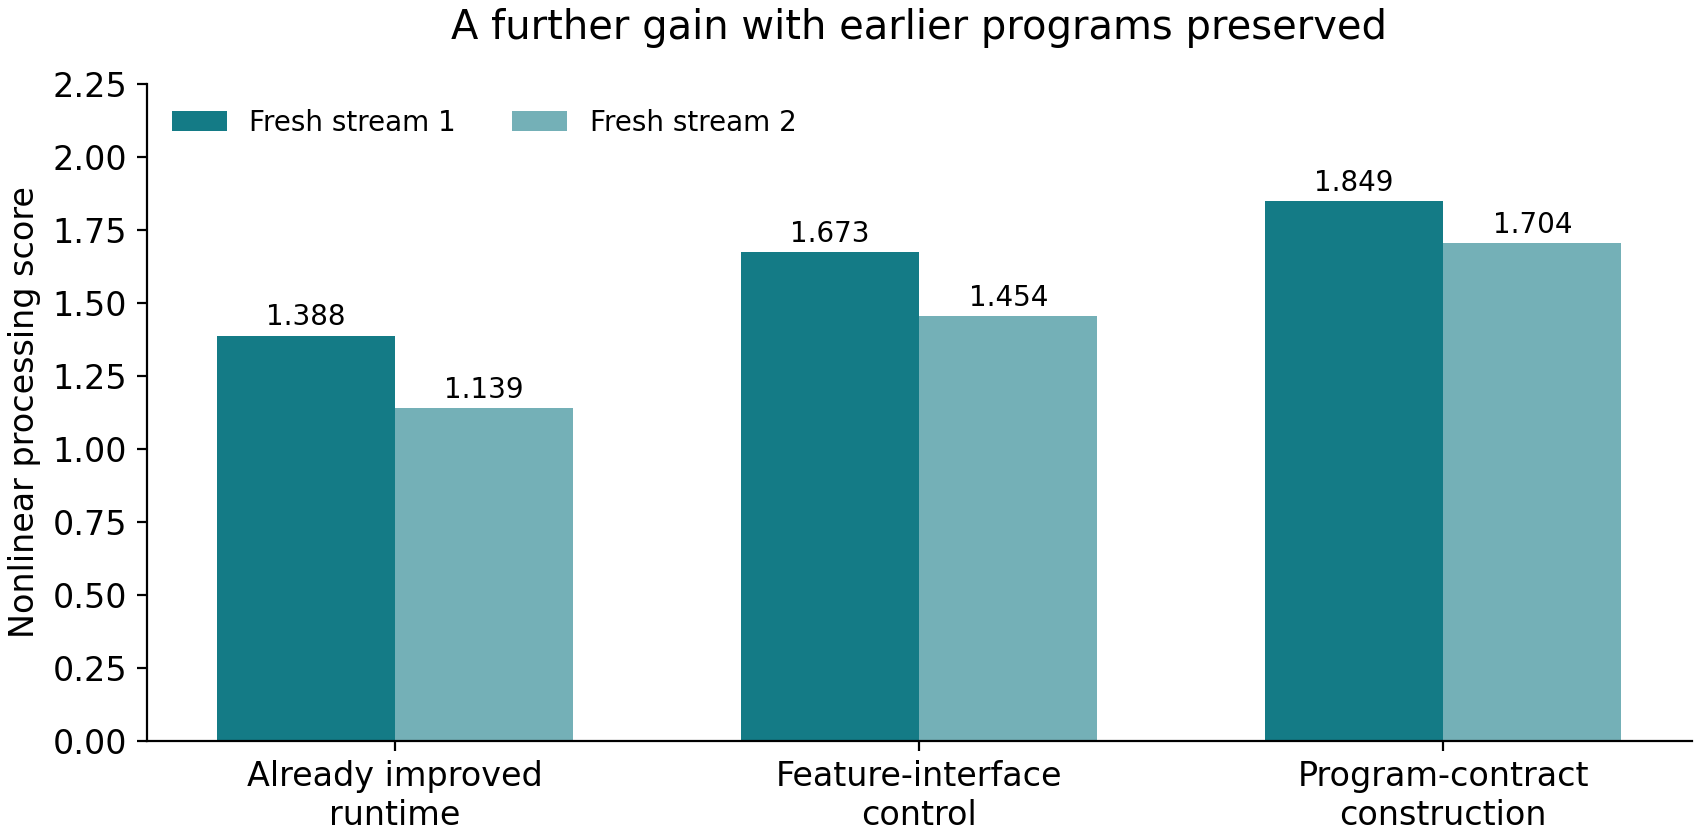 A further gain with earlier programs preserved
Nonlinear processing score
2.25
2.00
1.75
1.50
1.25
1.00
0.75
0.50
0.25
0.00
Fresh stream 1
Fresh stream 2
1.388
1.139
1.673
1.454
1.849
1.704
Already improved
runtime
Feature-interface
control
Program-contract
construction